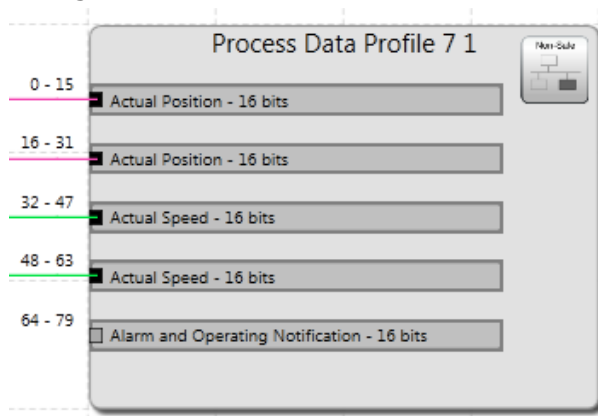 Process Data Profile 7 1
Non-Safe
0 - 15
Actual Position - 16 bits
16 - 31
Actual Position - 16 bits
32 - 47
Actual Speed - 16 bits
48 - 63
Actual Speed - 16 bits
64 - 79
Alarm and Operating Notification - 16 bits